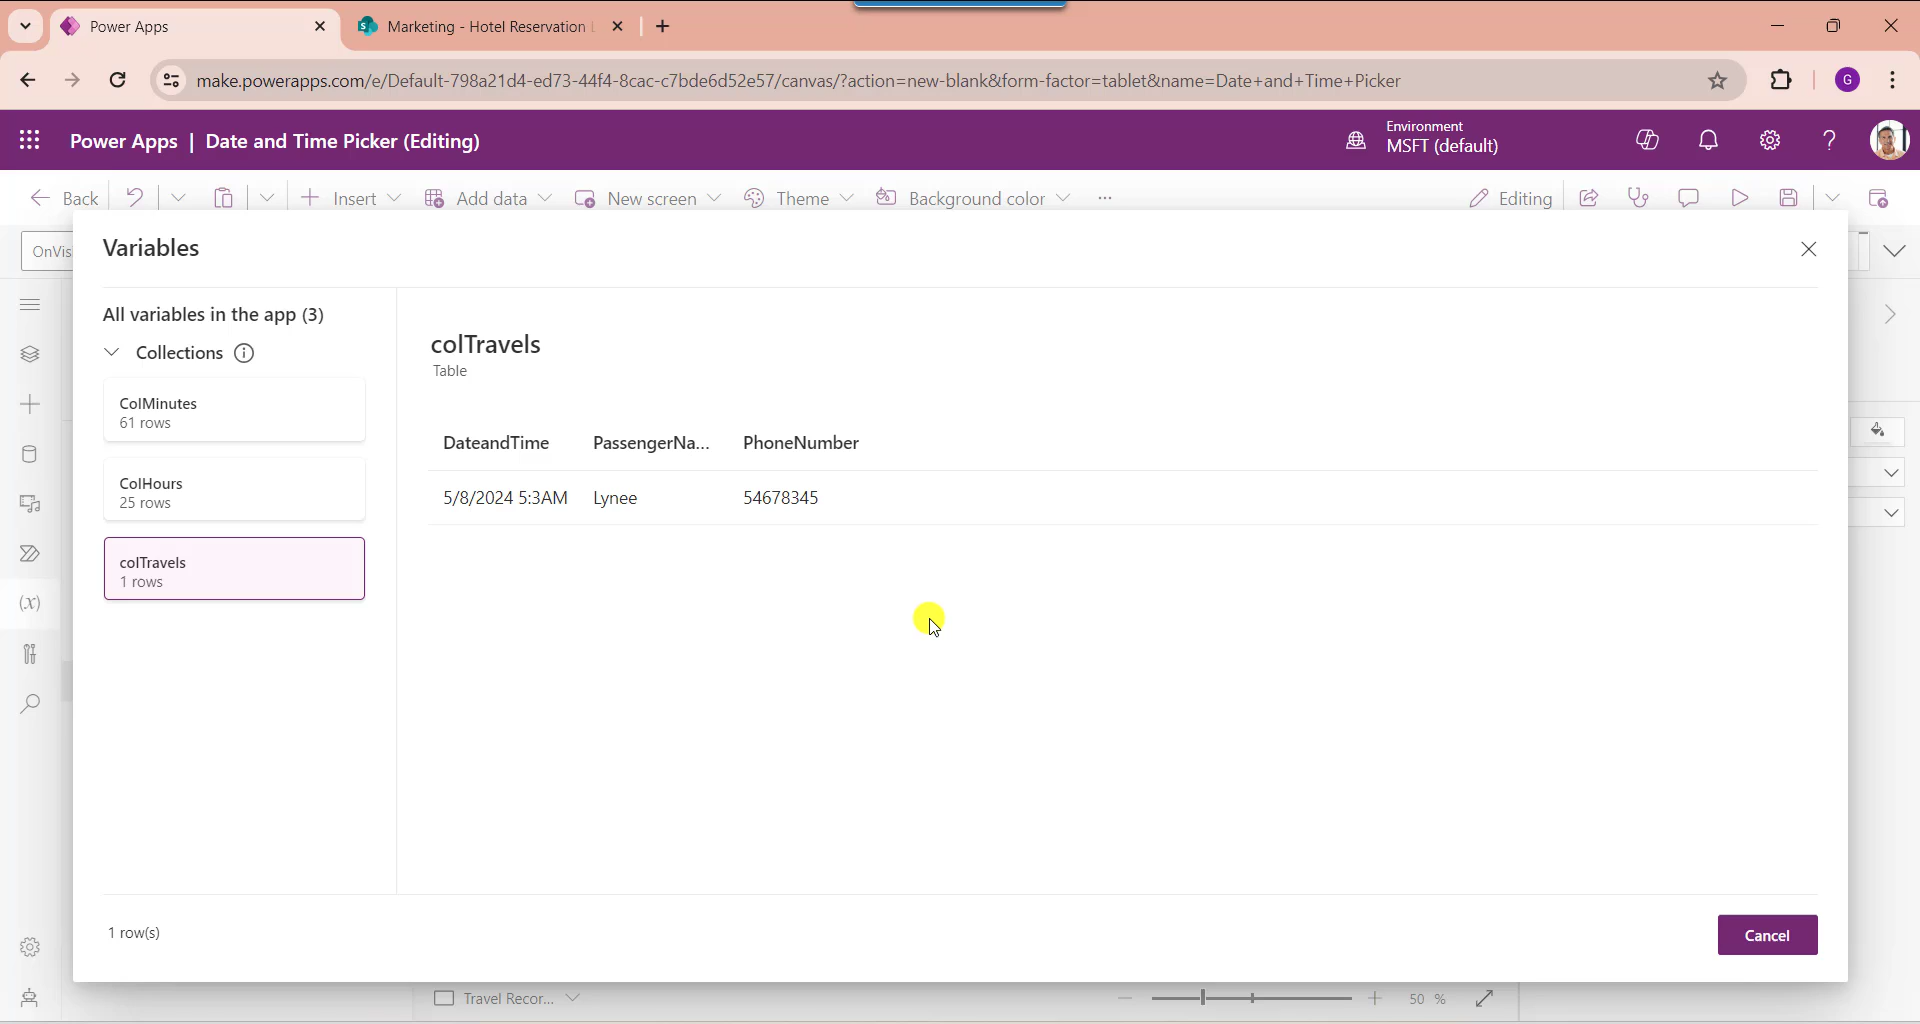 Power Apps
Marketing - Hotel Reservation
make.powerapps.com/e/Default-798a21d4-ed73-44f4-8cac-c7bde6d52e57/canvas/?action=new-blank&form-factor=tablet&name=Date+and+Time+Picker
G
Power Apps | Date and Time Picker (Editing)
Environment
MSFT (default)
Back
Insert
Add data
New screen
Theme
Background color
...
Editing
OnVis
Variables
All variables in the app (3)
Collections
ColMinutes
61 rows
ColHours
25 rows
colTravels
1 rows
colTravels
Table
DateandTime PassengerNa... PhoneNumber
5/8/2024 5:3AM Lynee 54678345
(x)
1 row(s)
Cancel
Travel Recor...
50 %